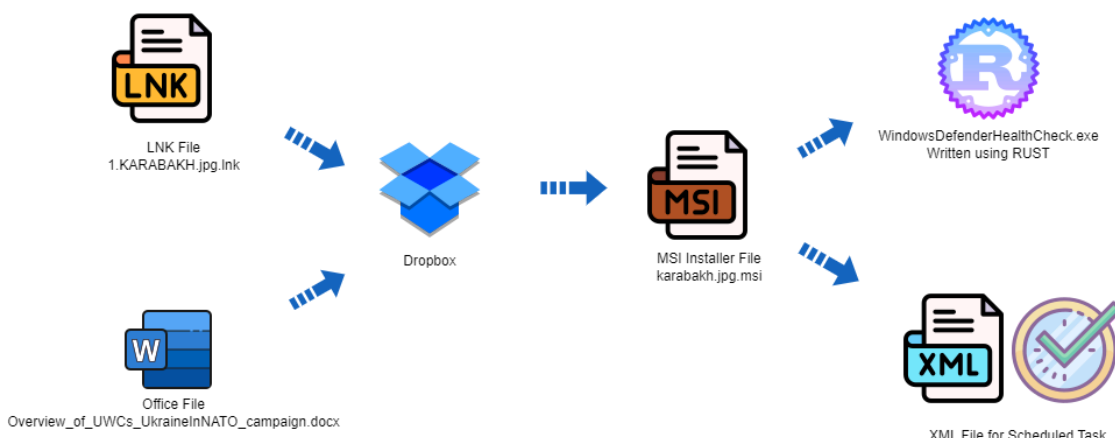 LNK
LNK File
1.KARABAKH.jpg.lnk
W
Office File
Overview_of_UWCs_UkraineInNATO_campaign.docx
Dropbox
MSI
MSI Installer File
karabakh.jpg.msi
R
WindowsDefenderHealthCheck.exe
Written using RUST
XML
XML File for Scheduled Task